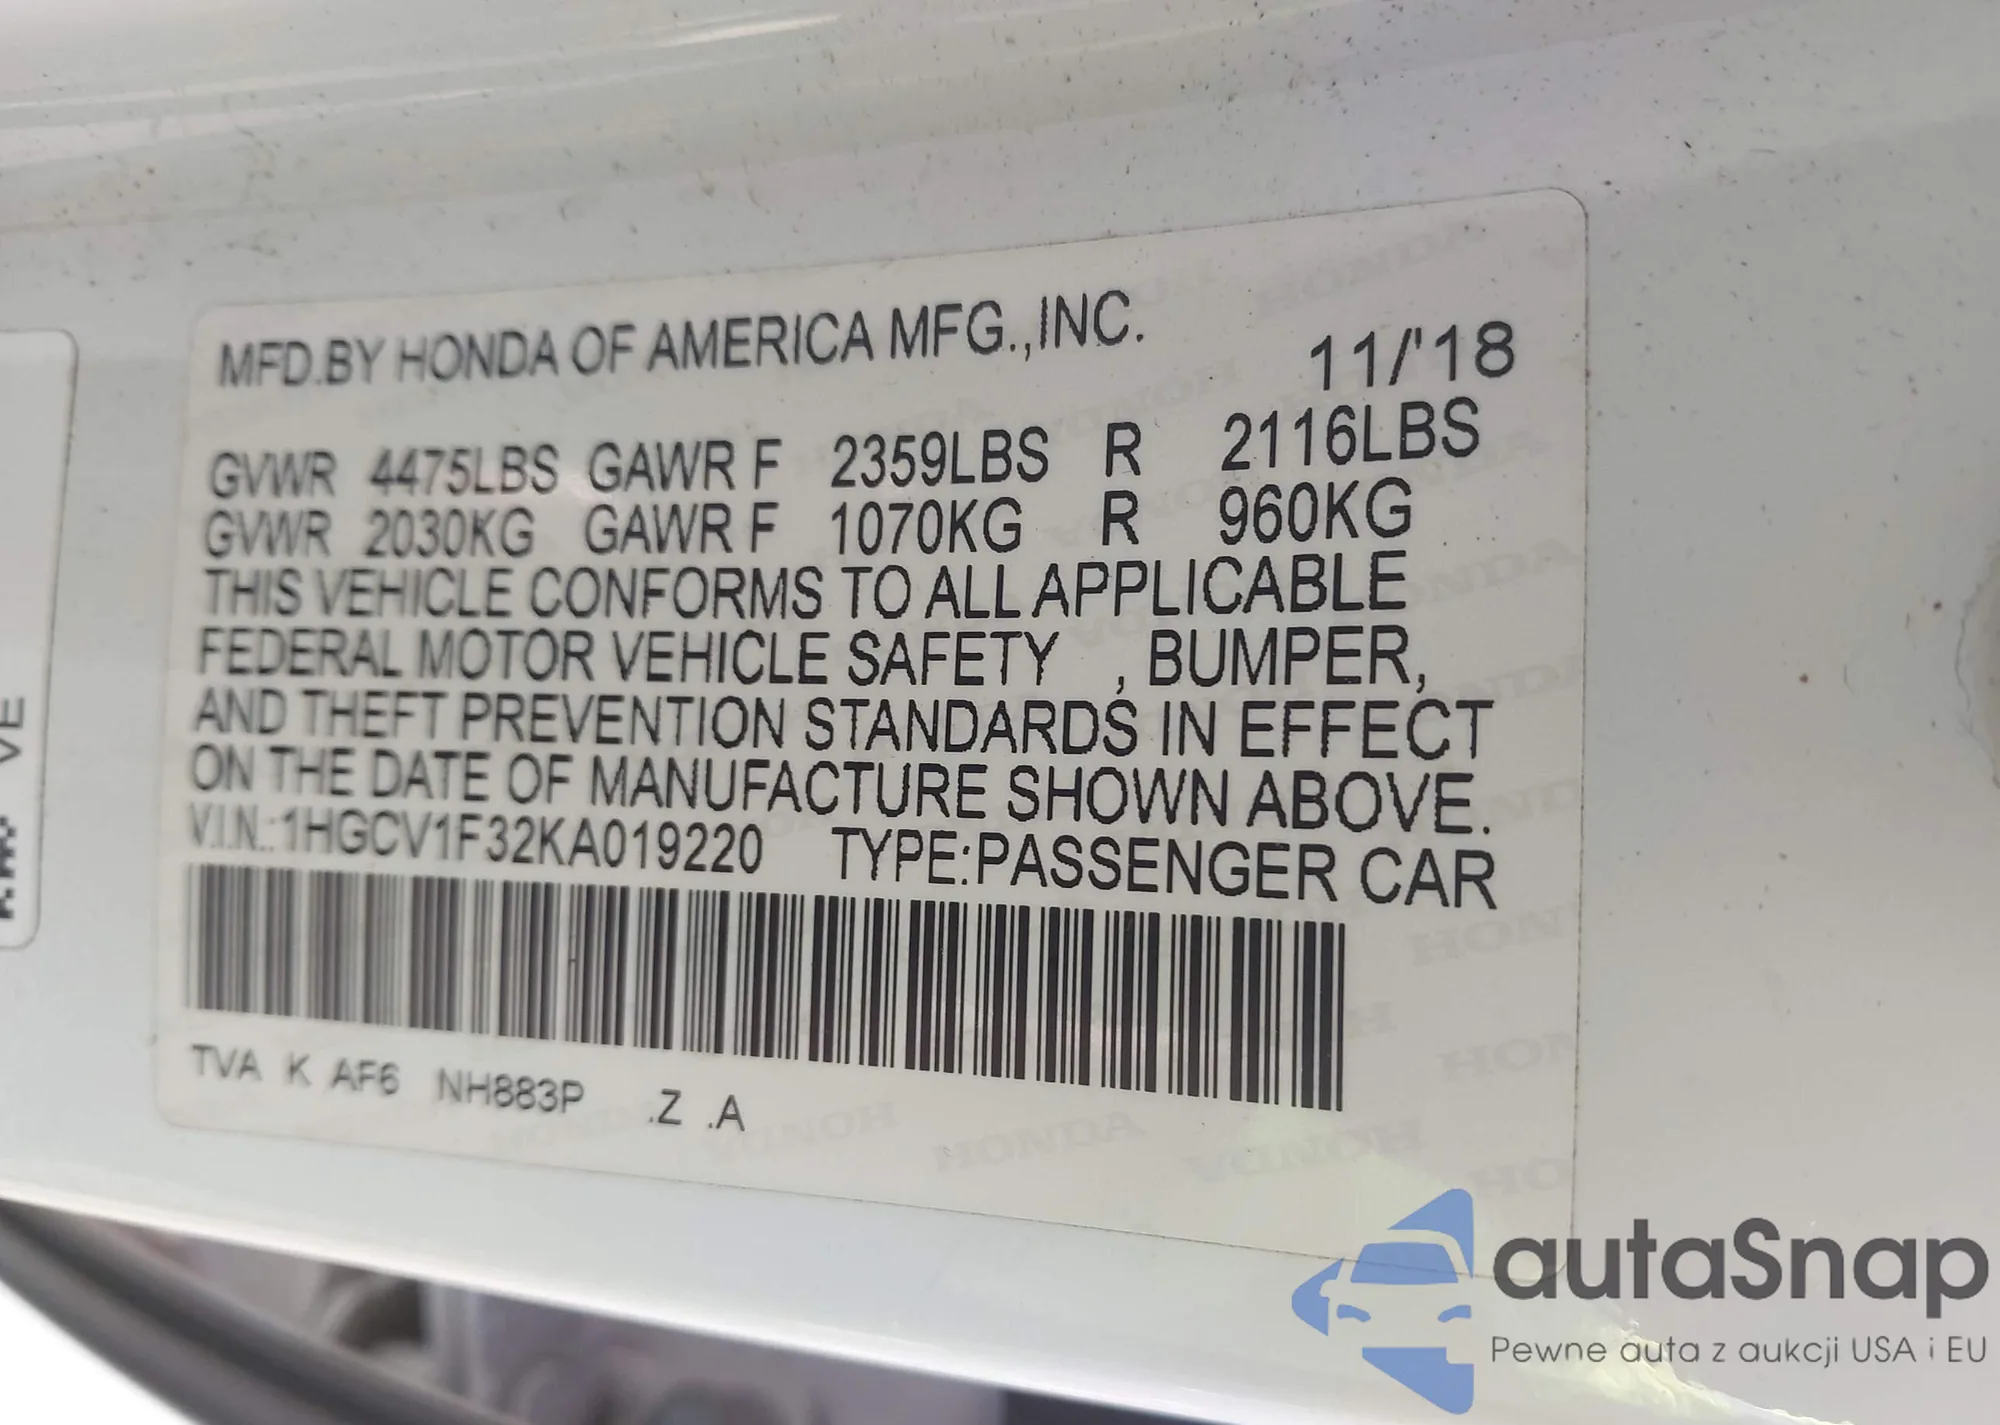 MFD.BY HONDA OF AMERICA MFG.,INC. 11/'18
GVWR 4475LBS GAWR F 2359LBS R 2116LBS
GVWR 2030KG GAWR F 1070KG R 960KG
THIS VEHICLE CONFORMS TO ALL APPLICABLE
FEDERAL MOTOR VEHICLE SAFETY , BUMPER,
AND THEFT PREVENTION STANDARDS IN EFFECT
ON THE DATE OF MANUFACTURE SHOWN ABOVE.
V.I.N.:1HGCV1F32KA019220 TYPE:PASSENGER CAR
TVA K AF6 NH883P .Z .A
VE
autaSnap
Pewne auta z aukcji USA i EU